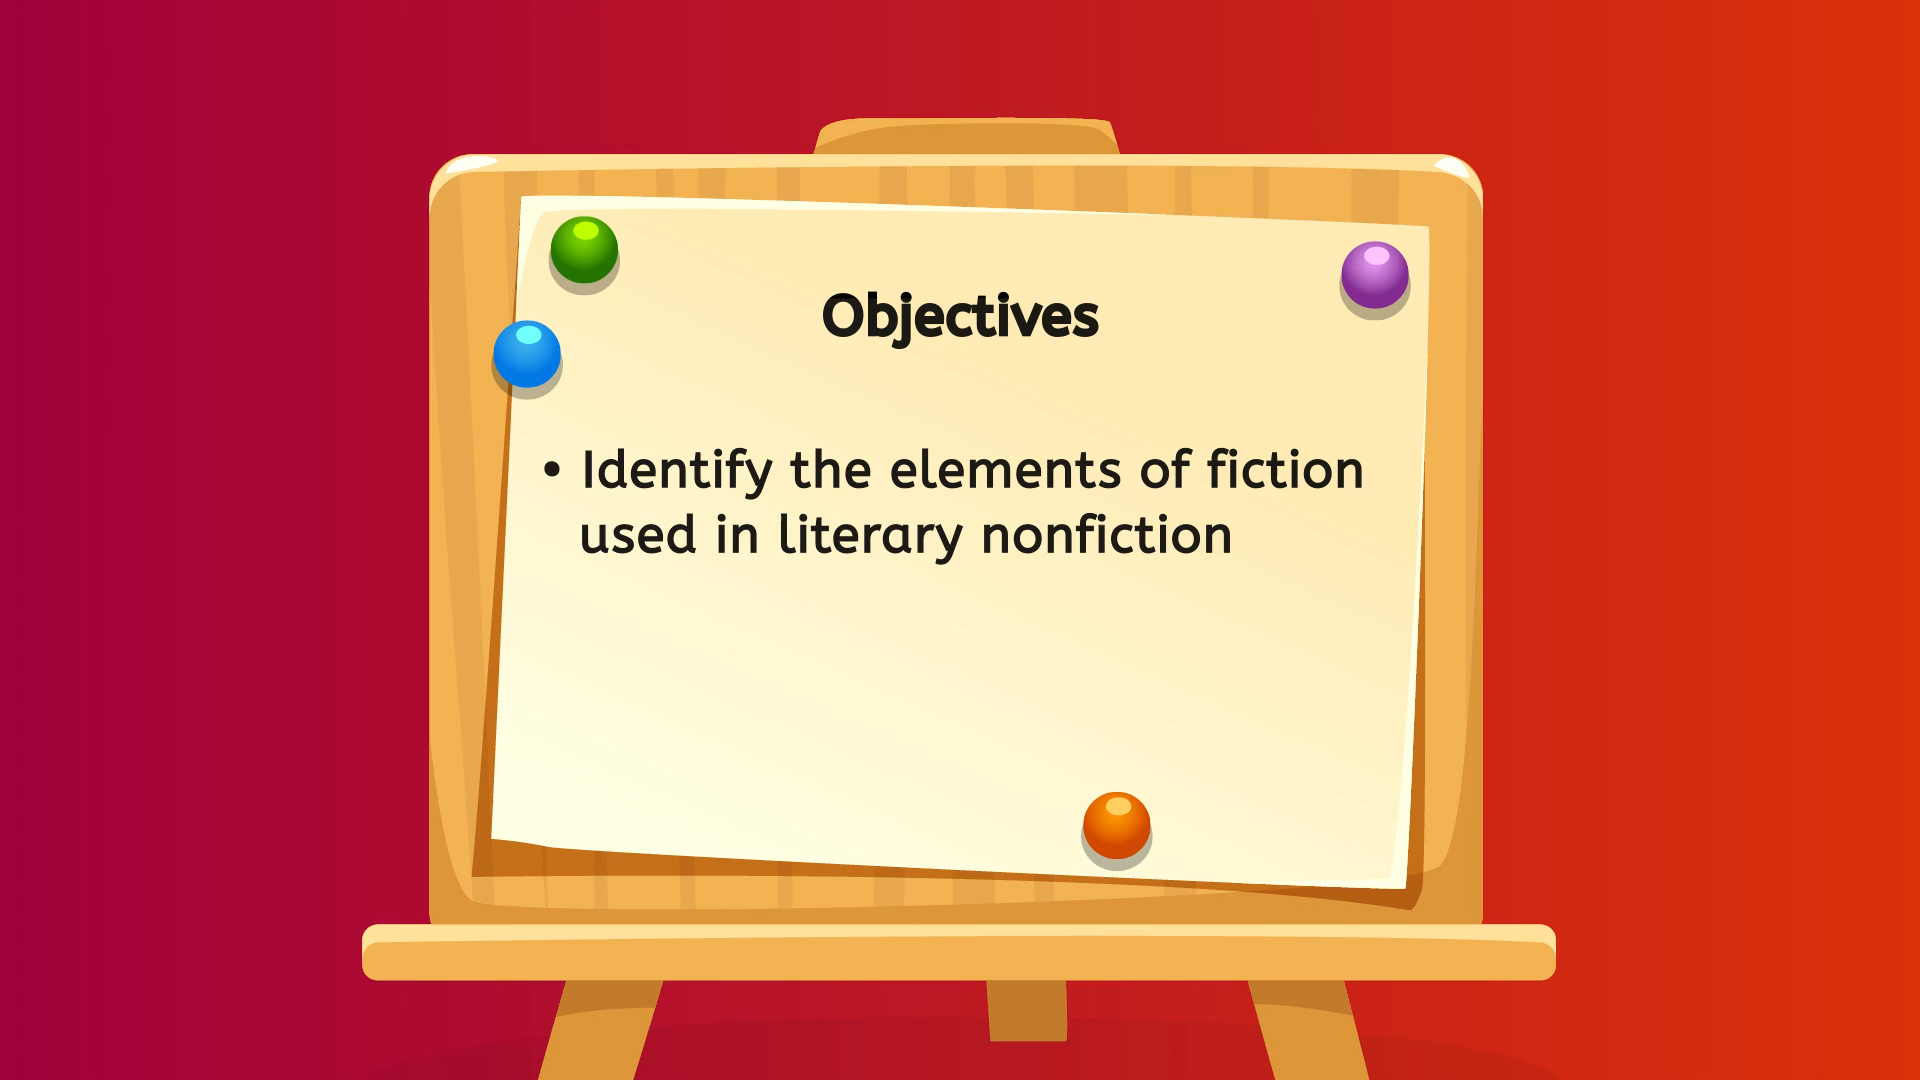 Objectives
• Identify the elements of fiction
used in literary nonfiction